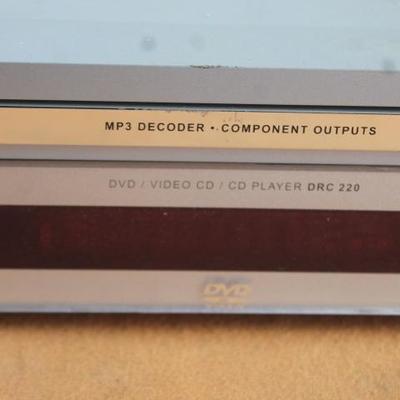 MP3 DECODER • COMPONENT OUTPUTS
DVD / VIDEO CD / CD PLAYER DRC 220
DVD